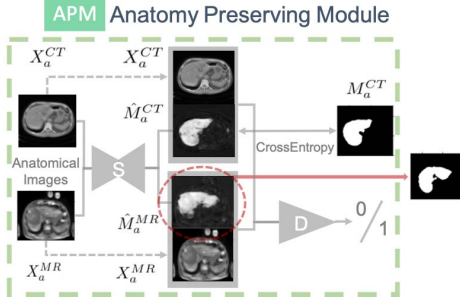 APM Anatomy Preserving Module
X_a^{CT} X_a^{CT}
M_a^{CT}
\hat{M}_a^{CT}
CrossEntropy
Anatomical
Images
S
\hat{M}_a^{MR}
D
0/1
X_a^{MR} X_a^{MR}